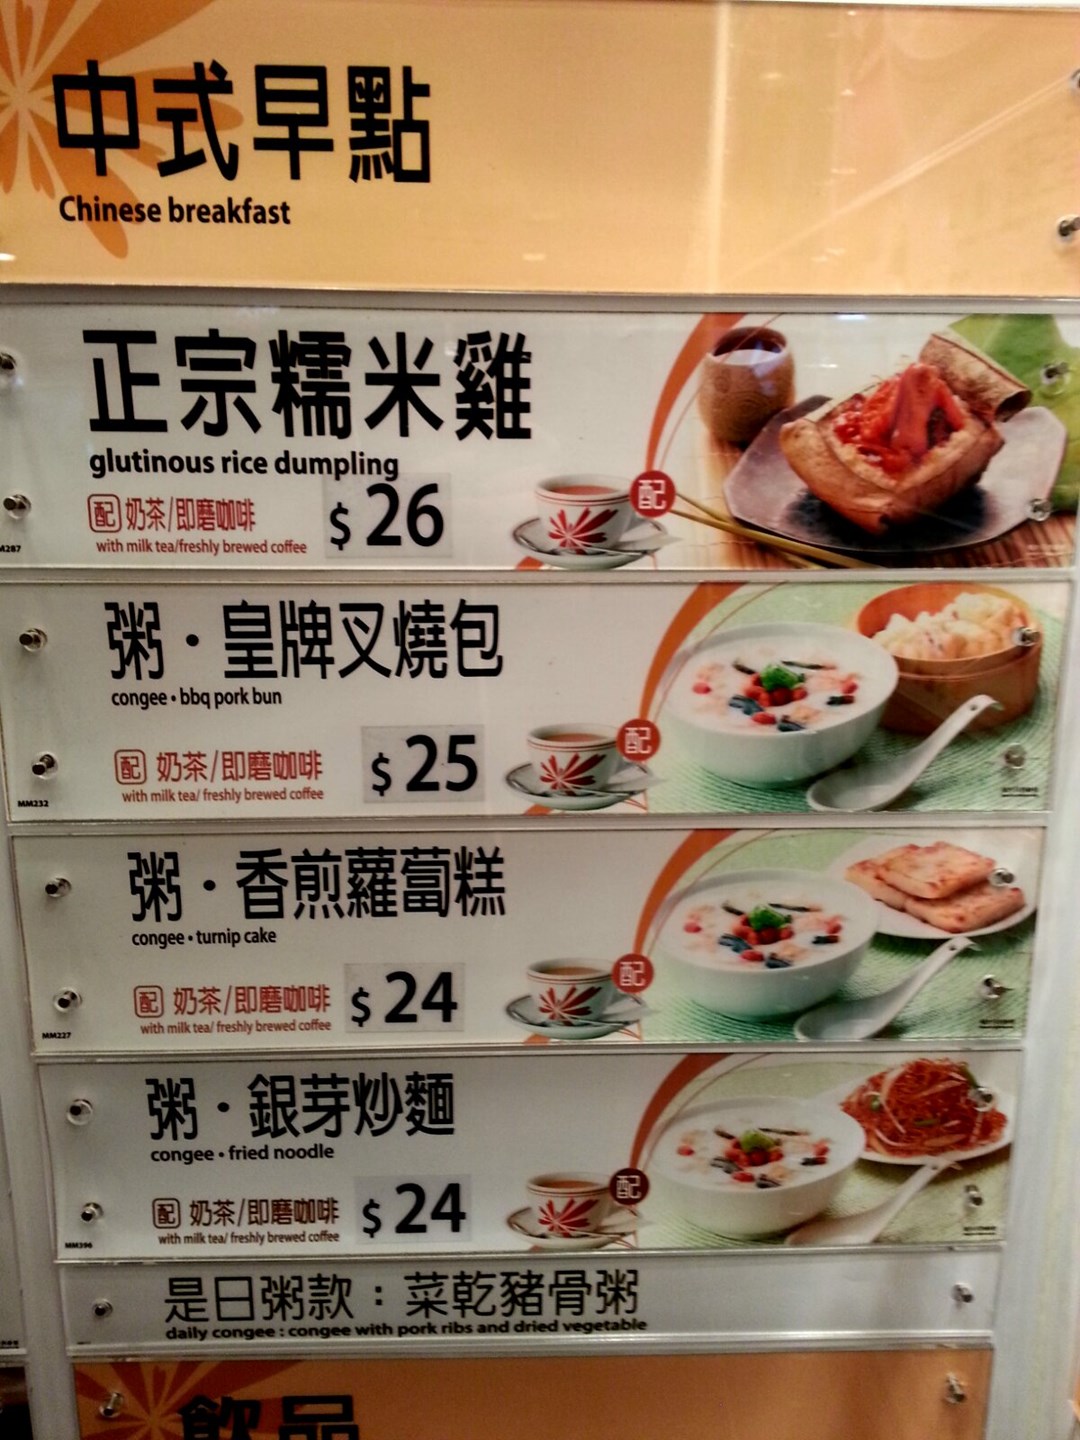 中式早點
Chinese breakfast
正宗糯米雞
glutinous rice dumpling
配 奶茶/即磨咖啡
with milk tea/freshly brewed coffee
$ 26
配
M287
粥・皇牌叉燒包
congee • bbq pork bun
配 奶茶/即磨咖啡
with milk tea/ freshly brewed coffee
$ 25
配
MM232
粥・香煎蘿蔔糕
congee • turnip cake
配 奶茶/即磨咖啡
with milk tea/ freshly brewed coffee
$ 24
配
MM227
粥・銀芽炒麵
congee • fried noodle
配 奶茶/即磨咖啡
with milk tea/ freshly brewed coffee
$ 24
配
MM396
是日粥款：菜乾豬骨粥
daily congee : congee with pork ribs and dried vegetable
飲品